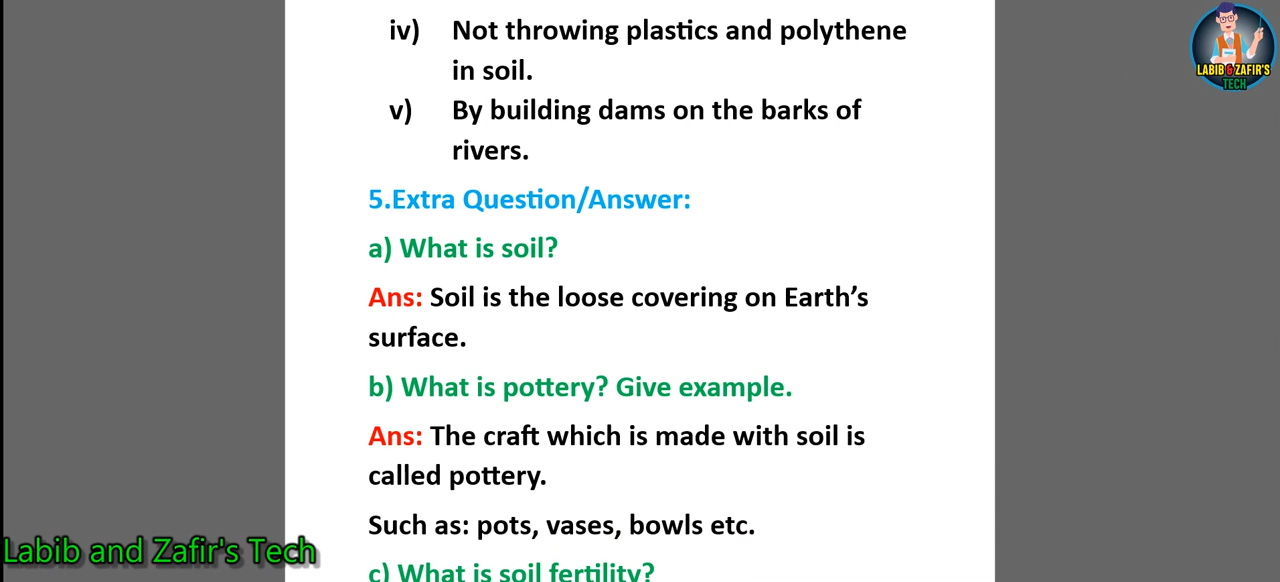 iv) Not throwing plastics and polythene
in soil.
v) By building dams on the barks of
rivers.
5.Extra Question/Answer:
a) What is soil?
Ans: Soil is the loose covering on Earth’s
surface.
b) What is pottery? Give example.
Ans: The craft which is made with soil is
called pottery.
Such as: pots, vases, bowls etc.
c) What is soil fertility?
LABIB & ZAFIR'S
TECH
Labib and Zafir's Tech